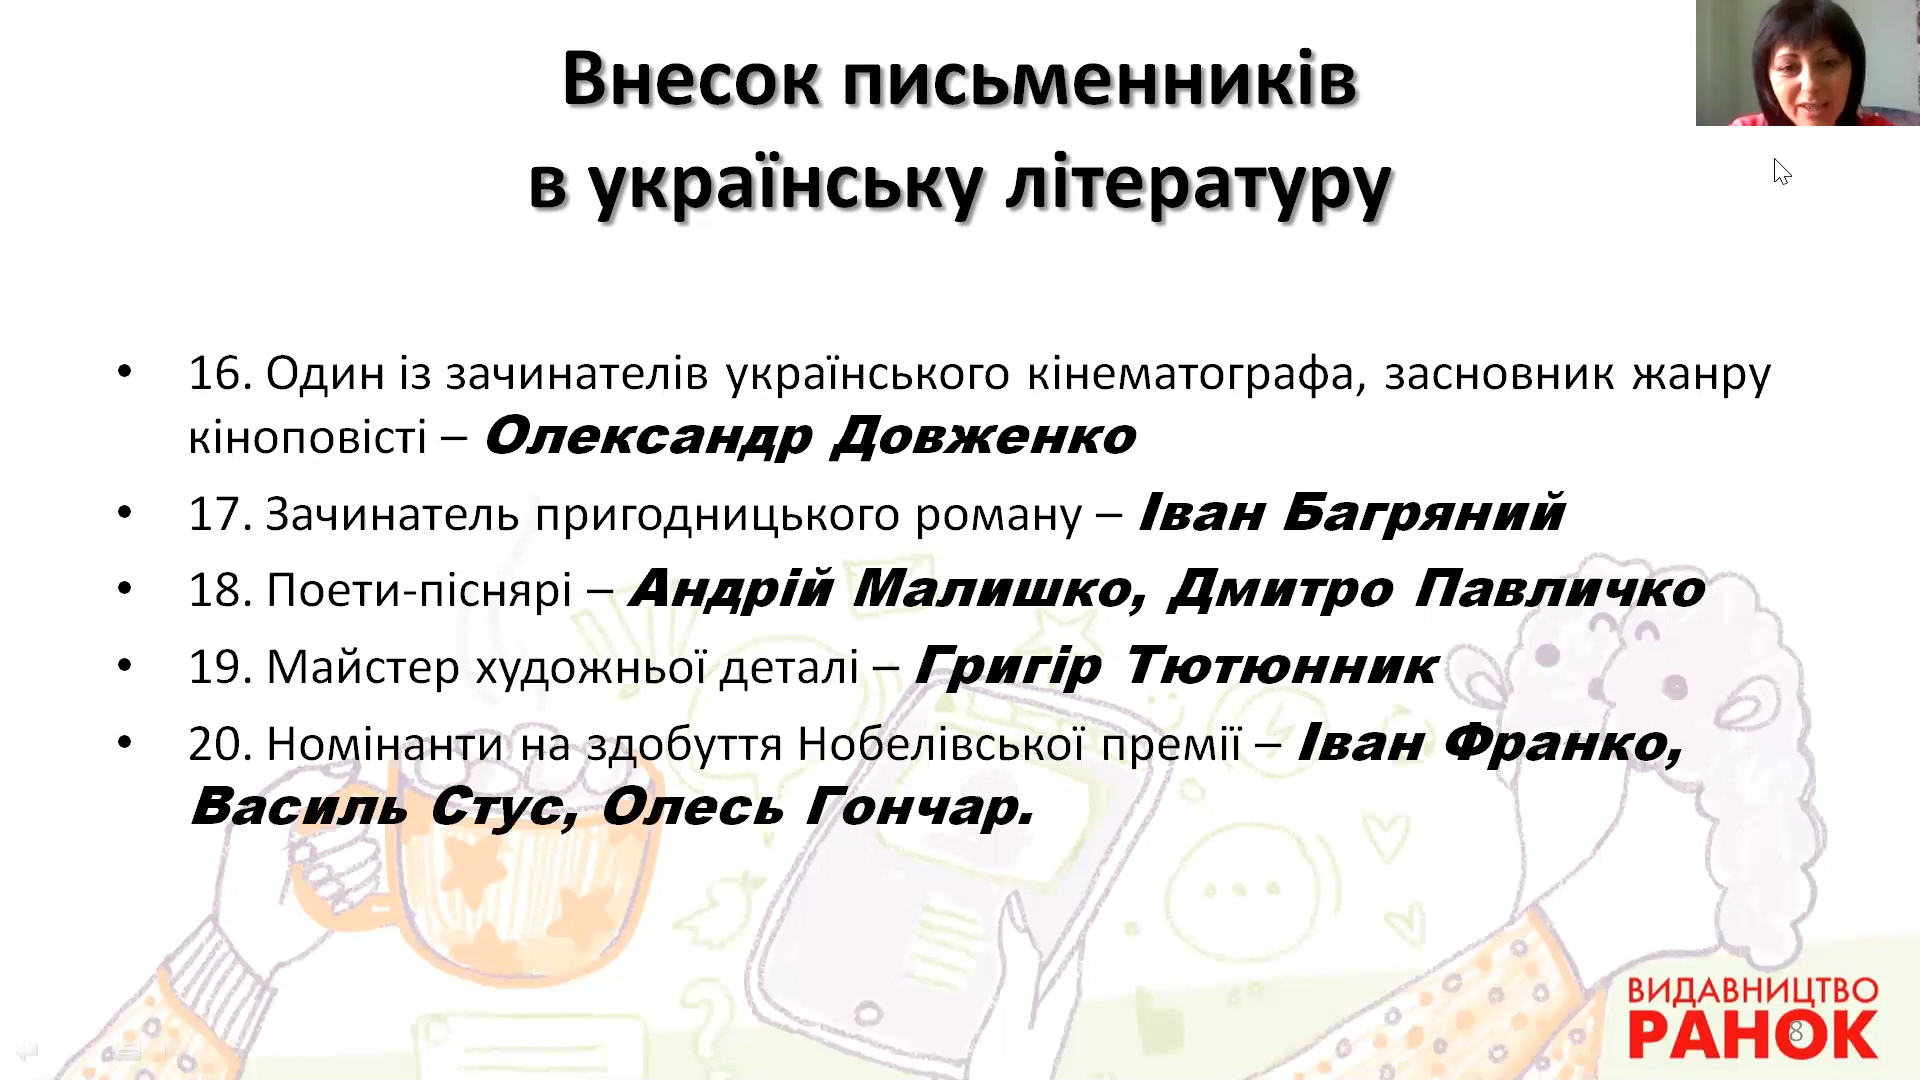 Внесок письменників
в українську літературу
• 16. Один із зачинателів українського кінематографа, засновник жанру
кіноповісті – Олександр Довженко
• 17. Зачинатель пригодницького роману – Іван Багряний
• 18. Поети-піснярі – Андрій Малишко, Дмитро Павличко
• 19. Майстер художньої деталі – Григір Тютюнник
• 20. Номінанти на здобуття Нобелівської премії – Іван Франко,
Василь Стус, Олесь Гончар.
ВИДАВНИЦТВО
РАНОК
8